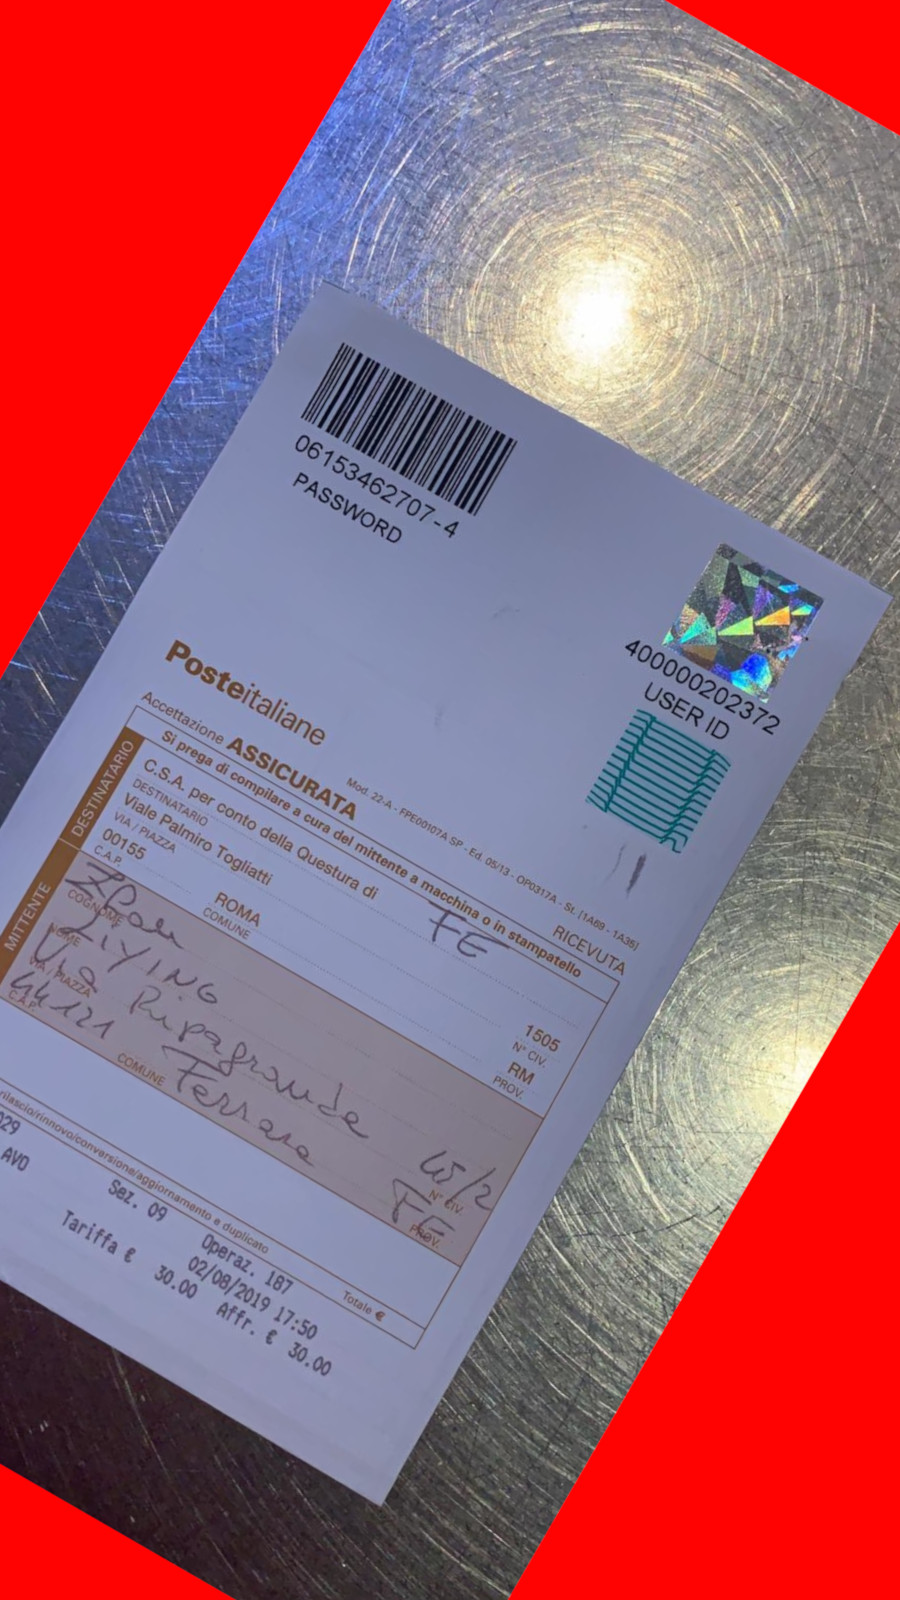 06153462707-4
PASSWORD
400000202372
USER ID
Posteitaliane
Accettazione ASSICURATA
Mod. 22-A - FPE00107A SP - Ed. 05/13 - OP0317A - St. [1A69 - 1A36]
RICEVUTA
Si prega di compilare a cura del mittente a macchina o in stampatello
DESTINATARIO
C.S.A. per conto della Questura di FE
DESTINATARIO
Viale Palmiro Togliatti 1505
VIA / PIAZZA N° CIV.
00155 ROMA RM
C.A.P. COMUNE PROV.
MITTENTE
COGNOME
LIYING
NOME
Via Ripagrande 45/2
VIA / PIAZZA N° CIV.
44121 Ferrara FE
C.A.P. COMUNE PROV.
rilascio/rinnovo/conversione/aggiornamento e duplicato
Totale €
029 Sez. 09 Operaz. 187
AVO 02/08/2019 17:50
Tariffa € 30.00 Affr. € 30.00